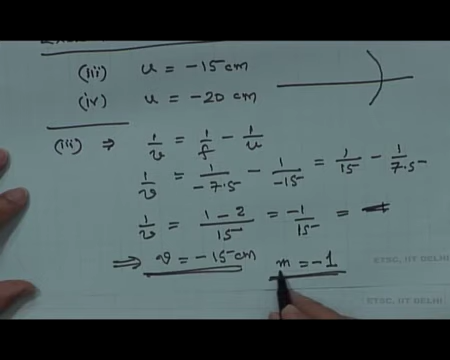 (iii) u = -15 cm
(iv) u = -20 cm
(iii) ⇒ 1/v = 1/f - 1/u
1/v = 1/-7.5 - 1/-15 = 1/15 - 1/7.5
1/v = 1-2/15 = -1/15 =
⇒ v = -15 cm m = -1
ETSC, IIT DELHI
ETSC, IIT DELHI